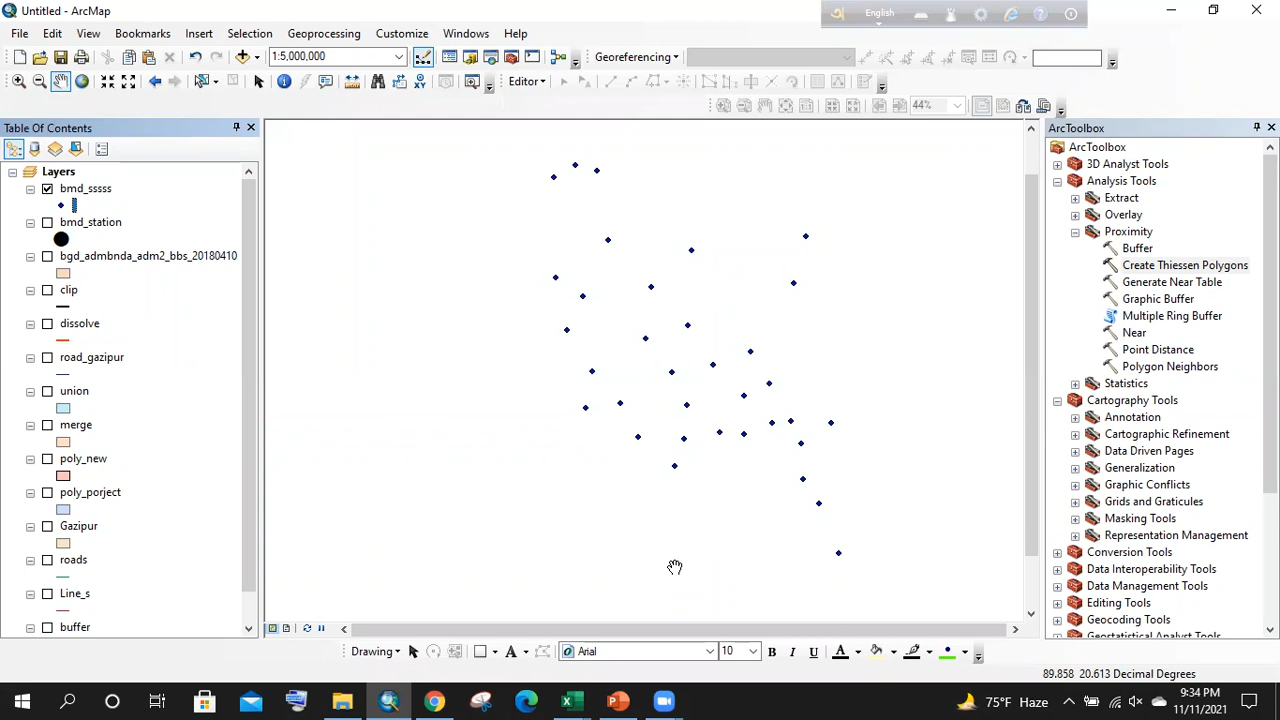 Untitled - ArcMap
English
File Edit View Bookmarks Insert Selection Geoprocessing Customize Windows Help
1:5,000,000
Georeferencing
Editor
44%
Table Of Contents
Layers
bmd_sssss
bmd_station
bgd_admbnda_adm2_bbs_20180410
clip
dissolve
road_gazipur
union
merge
poly_new
poly_porject
Gazipur
roads
Line_s
buffer
ArcToolbox
ArcToolbox
3D Analyst Tools
Analysis Tools
Extract
Overlay
Proximity
Buffer
Create Thiessen Polygons
Generate Near Table
Graphic Buffer
Multiple Ring Buffer
Near
Point Distance
Polygon Neighbors
Statistics
Cartography Tools
Annotation
Cartographic Refinement
Data Driven Pages
Generalization
Graphic Conflicts
Grids and Graticules
Masking Tools
Representation Management
Conversion Tools
Data Interoperability Tools
Data Management Tools
Editing Tools
Geocoding Tools
Geostatistical Analyst Tools
Drawing
Arial
10
B I U A
89.858 20.613 Decimal Degrees
75°F Haze
9:34 PM
11/11/2021